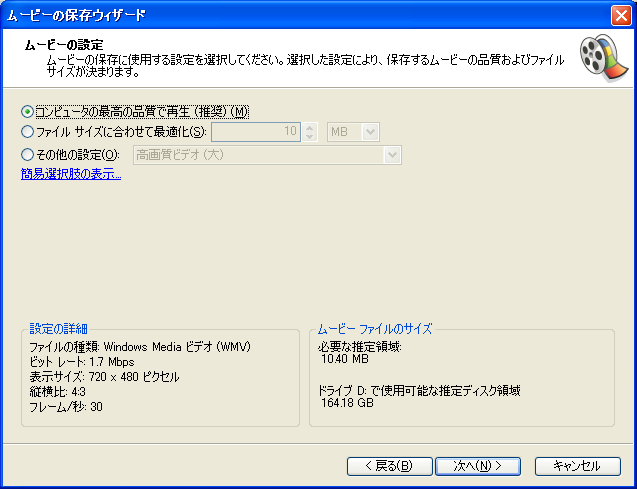 ムービーの保存ウィザード
ムービーの設定
ムービーの保存に使用する設定を選択してください。選択した設定により、保存するムービーの品質およびファイル
サイズが決まります。
コンピュータの最高の品質で再生 (推奨) (M)
ファイル サイズに合わせて最適化(S): 10 MB
その他の設定(O): 高画質ビデオ (大)
簡易選択肢の表示...
設定の詳細
ファイルの種類: Windows Media ビデオ (WMV)
ビット レート: 1.7 Mbps
表示サイズ: 720 x 480 ピクセル
縦横比: 4:3
フレーム/秒: 30
ムービー ファイルのサイズ
必要な推定領域:
10.40 MB
ドライブ D: で使用可能な推定ディスク領域
164.18 GB
< 戻る(B) 次へ(N) > キャンセル